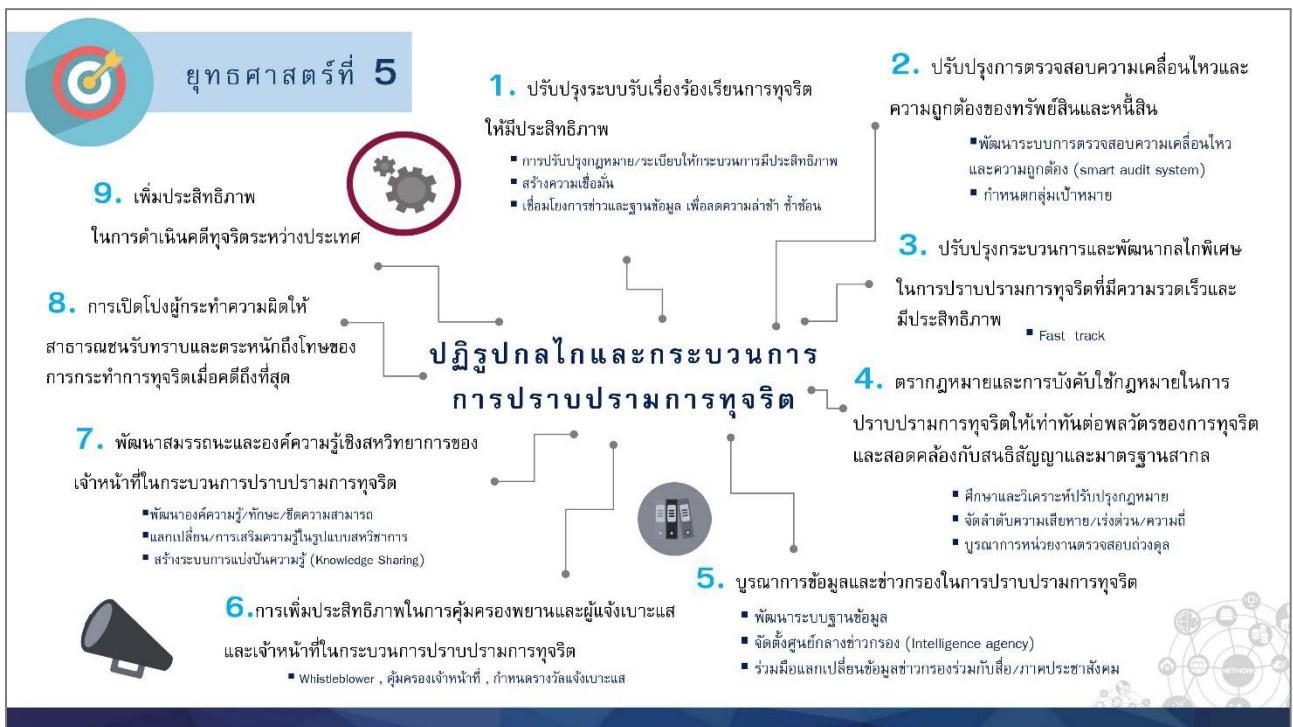 ยุทธศาสตร์ที่ 5
1. ปรับปรุงระบบรับเรื่องร้องเรียนการทุจริต
ให้มีประสิทธิภาพ
▪ การปรับปรุงกฎหมาย/ระเบียบให้กระบวนการมีประสิทธิภาพ
▪ สร้างความเชื่อมั่น
▪ เชื่อมโยงการข่าวและฐานข้อมูล เพื่อลดความล่าช้า ซ้ำซ้อน
2. ปรับปรุงการตรวจสอบความเคลื่อนไหวและ
ความถูกต้องของทรัพย์สินและหนี้สิน
▪ พัฒนาระบบการตรวจสอบความเคลื่อนไหว
และความถูกต้อง (smart audit system)
▪ กำหนดกลุ่มเป้าหมาย
3. ปรับปรุงกระบวนการและพัฒนากลไกพิเศษ
ในการปราบปรามการทุจริตที่มีความรวดเร็วและ
มีประสิทธิภาพ
▪ Fast track
ปฏิรูปกลไกและกระบวนการ
การปราบปรามการทุจริต
4. ตรากฎหมายและการบังคับใช้กฎหมายในการ
ปราบปรามการทุจริตให้เท่าทันต่อพลวัตรของการทุจริต
และสอดคล้องกับสนธิสัญญาและมาตรฐานสากล
▪ ศึกษาและวิเคราะห์ปรับปรุงกฎหมาย
▪ จัดลำดับความเสียหาย/เร่งด่วน/ความถี่
▪ บูรณาการหน่วยงานตรวจสอบถ่วงดุล
5. บูรณาการข้อมูลและข่าวกรองในการปราบปรามการทุจริต
▪ พัฒนาระบบฐานข้อมูล
▪ จัดตั้งศูนย์กลางข่าวกรอง (Intelligence agency)
▪ ร่วมมือแลกเปลี่ยนข้อมูลข่าวกรองร่วมกับสื่อ/ภาคประชาสังคม
6.การเพิ่มประสิทธิภาพในการคุ้มครองพยานและผู้แจ้งเบาะแส
และเจ้าหน้าที่ในกระบวนการปราบปรามการทุจริต
▪ Whistleblower , คุ้มครองเจ้าหน้าที่ , กำหนดรางวัลแจ้งเบาะแส
7. พัฒนาสมรรถนะและองค์ความรู้เชิงสหวิทยาการของ
เจ้าหน้าที่ในกระบวนการปราบปรามการทุจริต
▪พัฒนาองค์ความรู้/ทักษะ/ขีดความสามารถ
▪แลกเปลี่ยน/การเสริมความรู้ในรูปแบบสหวิชาการ
▪ สร้างระบบการแบ่งปันความรู้ (Knowledge Sharing)
8. การเปิดโปงผู้กระทำความผิดให้
สาธารณชนรับทราบและตระหนักถึงโทษของ
การกระทำการทุจริตเมื่อคดีถึงที่สุด
9. เพิ่มประสิทธิภาพ
ในการดำเนินคดีทุจริตระหว่างประเทศ
NETWORK